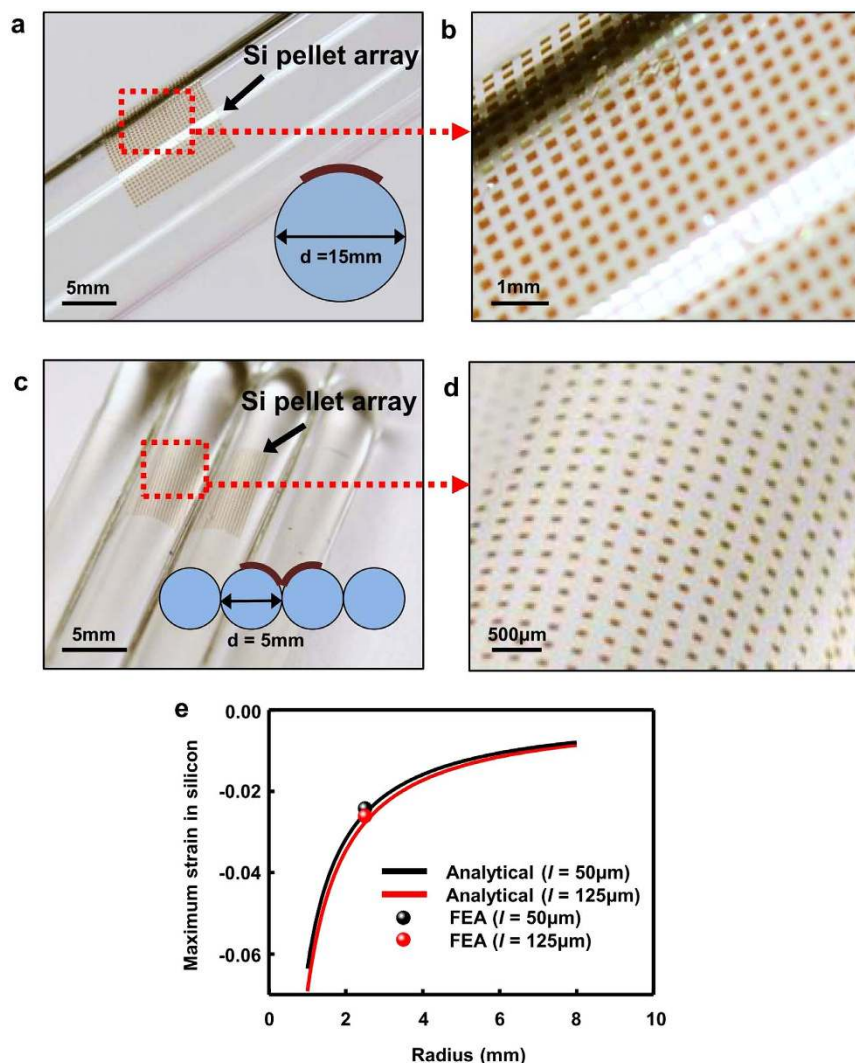 a
Si pellet array
d =15mm
5mm
b
1mm
c
Si pellet array
d = 5mm
5mm
d
500µm
e
Maximum strain in silicon
0.00
-0.02
-0.04
-0.06
Analytical (l = 50µm)
Analytical (l = 125µm)
FEA (l = 50µm)
FEA (l = 125µm)
0 2 4 6 8 10
Radius (mm)